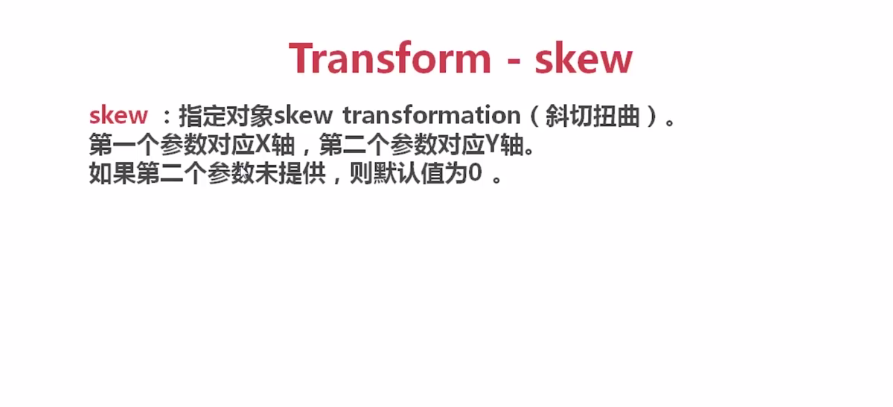 Transform - skew
skew ：指定对象skew transformation（斜切扭曲）。
第一个参数对应X轴，第二个参数对应Y轴。
如果第二个参数未提供，则默认值为0 。